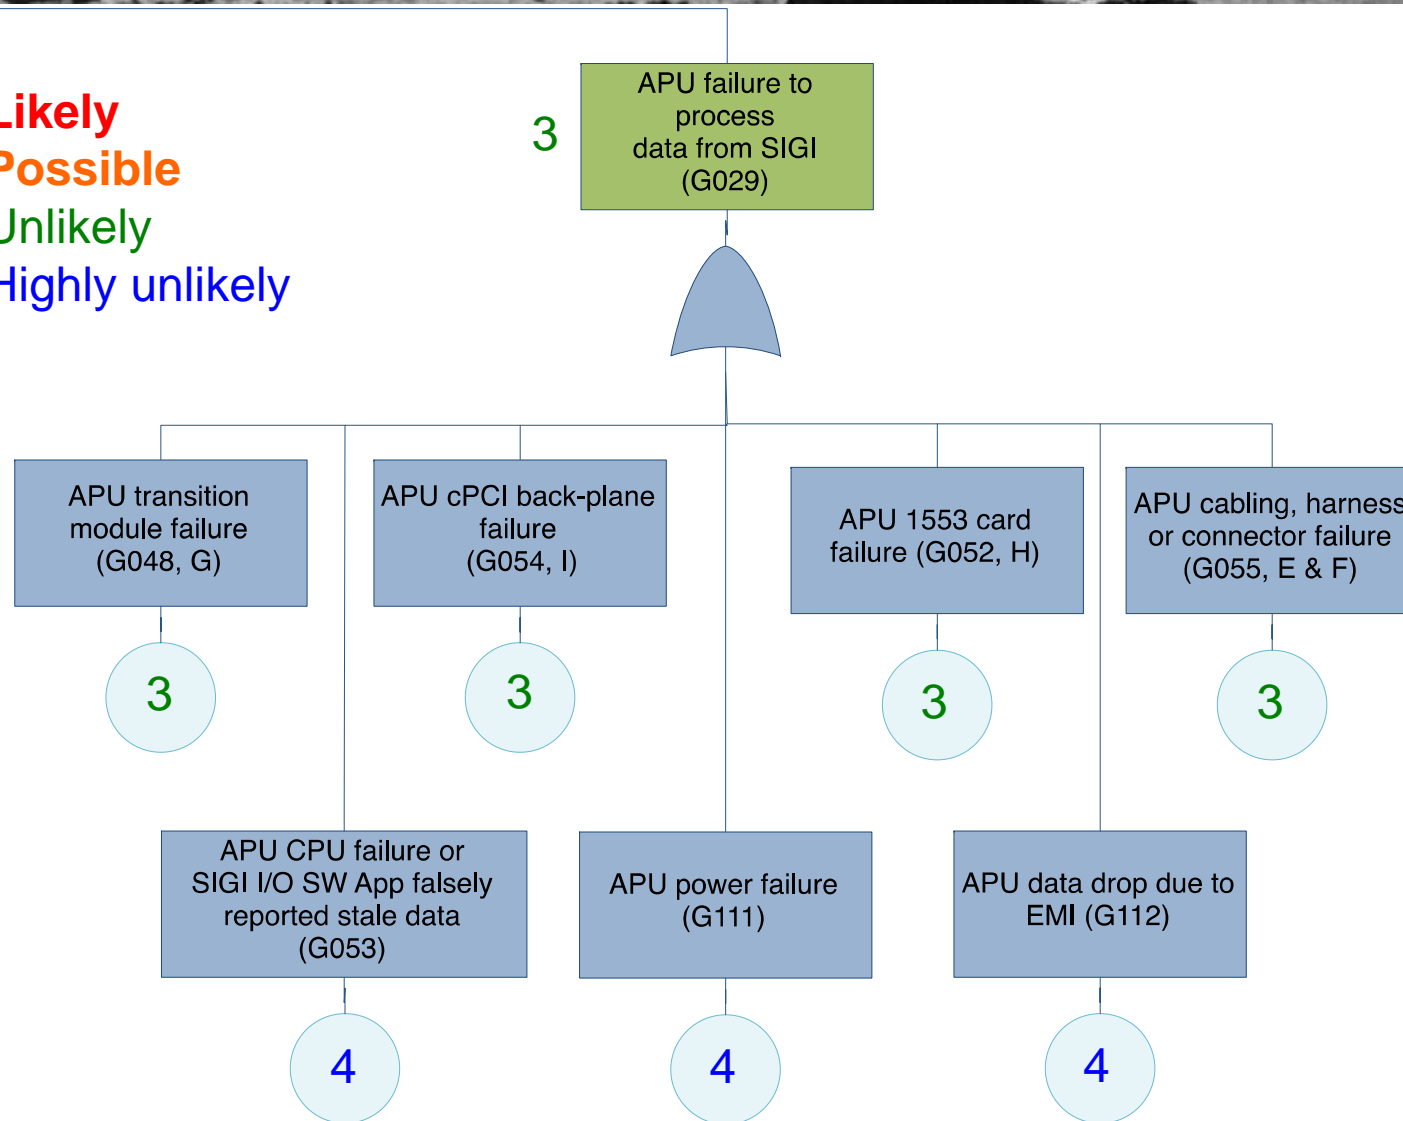 Likely
Possible
Unlikely
Highly unlikely
3
APU failure to
process
data from SIGI
(G029)
APU transition
module failure
(G048, G)
3
APU cPCI back-plane
failure
(G054, I)
3
APU 1553 card
failure (G052, H)
3
APU cabling, harness
or connector failure
(G055, E & F)
3
APU CPU failure or
SIGI I/O SW App falsely
reported stale data
(G053)
4
APU power failure
(G111)
4
APU data drop due to
EMI (G112)
4